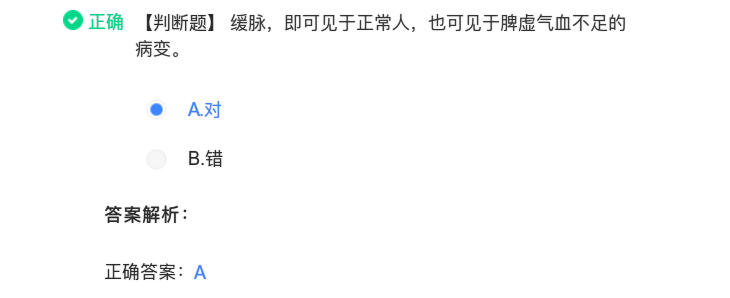 正确 【判断题】 缓脉，即可见于正常人，也可见于脾虚气血不足的
病变。
A.对
B.错
答案解析：
正确答案：A